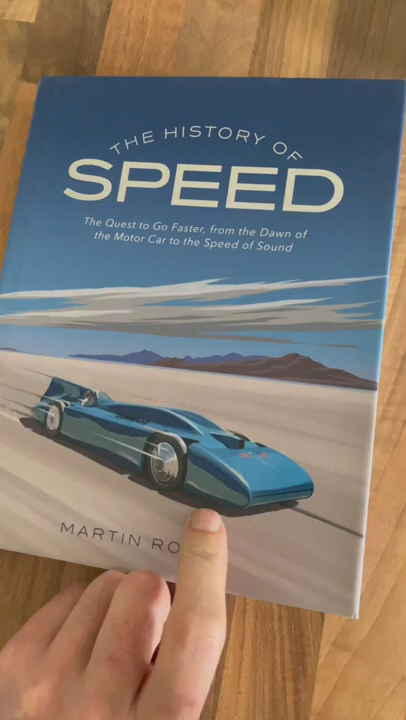 THE HISTORY OF
SPEED
The Quest to Go Faster, from the Dawn of
the Motor Car to the Speed of Sound
MARTIN